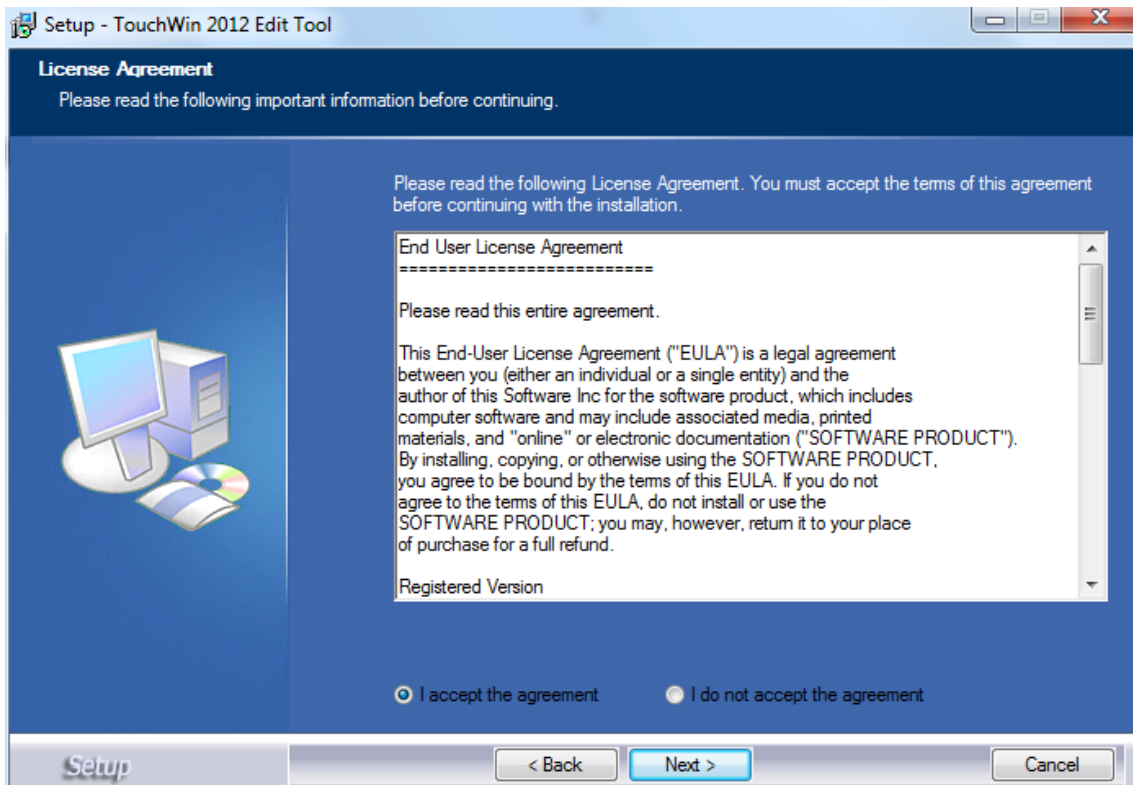 Setup - TouchWin 2012 Edit Tool
License Agreement
Please read the following important information before continuing.
Please read the following License Agreement. You must accept the terms of this agreement
before continuing with the installation.
End User License Agreement
==========================
Please read this entire agreement.
This End-User License Agreement ("EULA") is a legal agreement
between you (either an individual or a single entity) and the
author of this Software Inc for the software product, which includes
computer software and may include associated media, printed
materials, and "online" or electronic documentation ("SOFTWARE PRODUCT").
By installing, copying, or otherwise using the SOFTWARE PRODUCT,
you agree to be bound by the terms of this EULA. If you do not
agree to the terms of this EULA, do not install or use the
SOFTWARE PRODUCT; you may, however, return it to your place
of purchase for a full refund.
Registered Version
I accept the agreement
I do not accept the agreement
Setup
< Back
Next >
Cancel